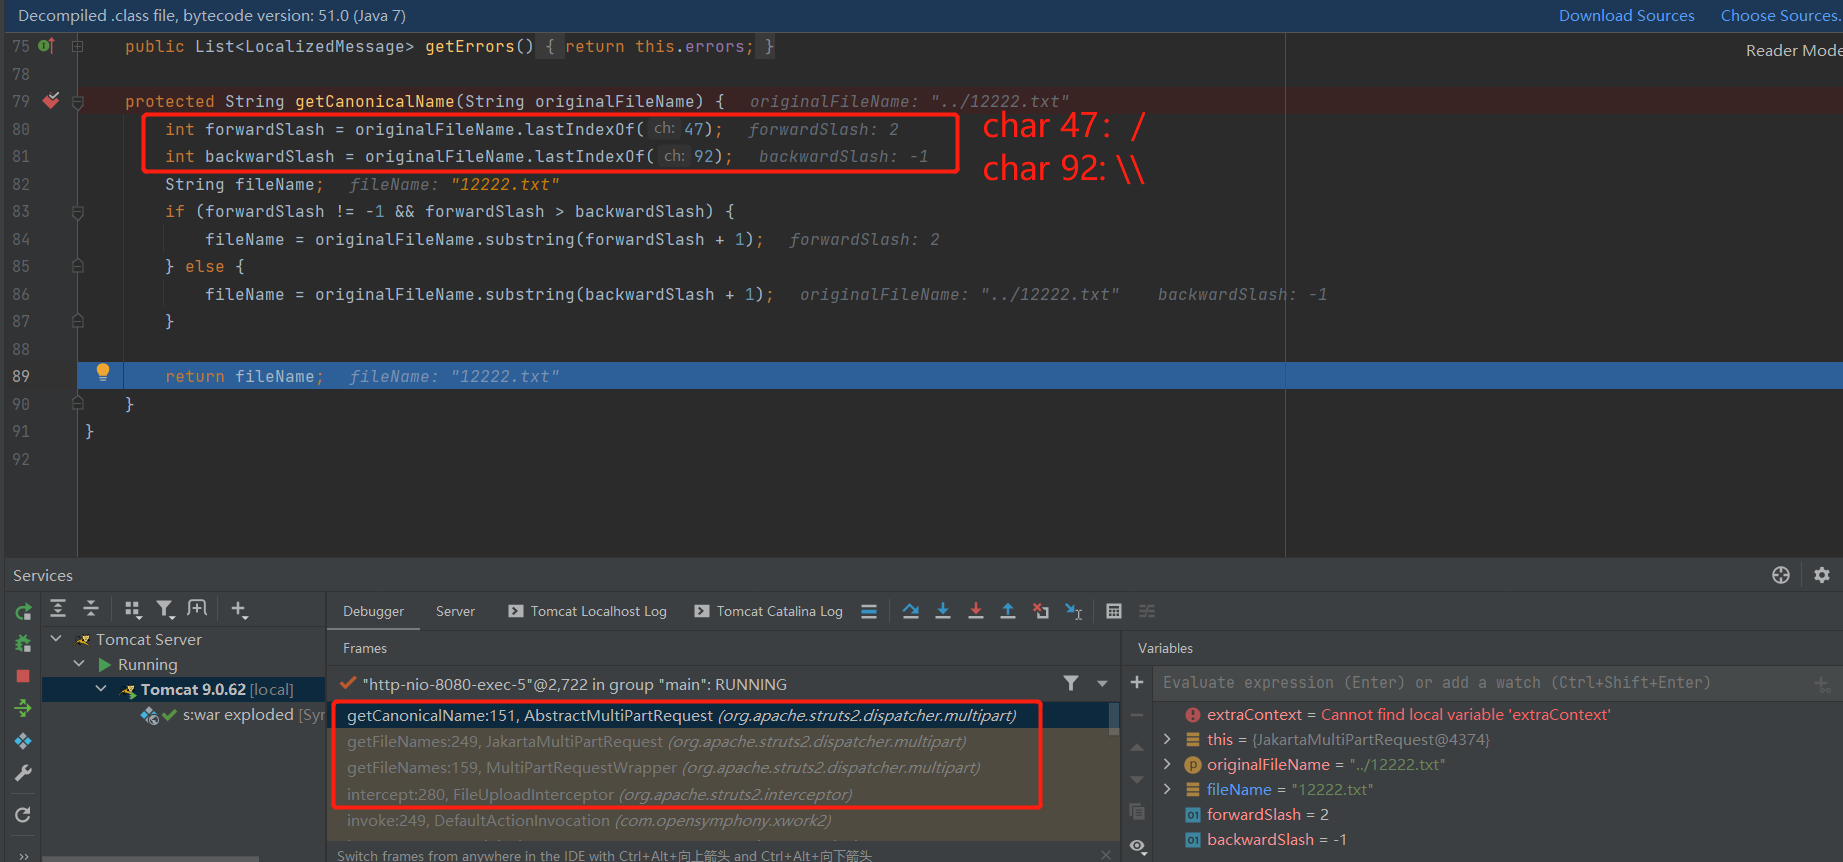 Decompiled .class file, bytecode version: 51.0 (Java 7)
Download Sources
Choose Sources.
Reader Mode
75 public List<LocalizedMessage> getErrors() { return this.errors; }
78
79 protected String getCanonicalName(String originalFileName) { originalFileName: "../12222.txt"
80 int forwardSlash = originalFileName.lastIndexOf( ch: 47); forwardSlash: 2
81 int backwardSlash = originalFileName.lastIndexOf( ch: 92); backwardSlash: -1
char 47: /
char 92: \\
82 String fileName; fileName: "12222.txt"
83 if (forwardSlash != -1 && forwardSlash > backwardSlash) {
84 fileName = originalFileName.substring(forwardSlash + 1); forwardSlash: 2
85 } else {
86 fileName = originalFileName.substring(backwardSlash + 1); originalFileName: "../12222.txt" backwardSlash: -1
87 }
88
89 return fileName; fileName: "12222.txt"
90 }
91 }
92
Services
Debugger
Server
Tomcat Localhost Log
Tomcat Catalina Log
Tomcat Server
Running
Tomcat 9.0.62 [local]
s:war exploded [Syn
Frames
"http-nio-8080-exec-5"@2,722 in group "main": RUNNING
getCanonicalName:151, AbstractMultiPartRequest (org.apache.struts2.dispatcher.multipart)
getFileNames:249, JakartaMultiPartRequest (org.apache.struts2.dispatcher.multipart)
getFileNames:159, MultiPartRequestWrapper (org.apache.struts2.dispatcher.multipart)
intercept:280, FileUploadInterceptor (org.apache.struts2.interceptor)
invoke:249, DefaultActionInvocation (com.opensymphony.xwork2)
Switch frames from anywhere in the IDE with Ctrl+Alt+向上箭头 and Ctrl+Alt+向下箭头
Variables
Evaluate expression (Enter) or add a watch (Ctrl+Shift+Enter)
extraContext = Cannot find local variable 'extraContext'
this = {JakartaMultiPartRequest@4374}
originalFileName = "../12222.txt"
fileName = "12222.txt"
forwardSlash = 2
backwardSlash = -1